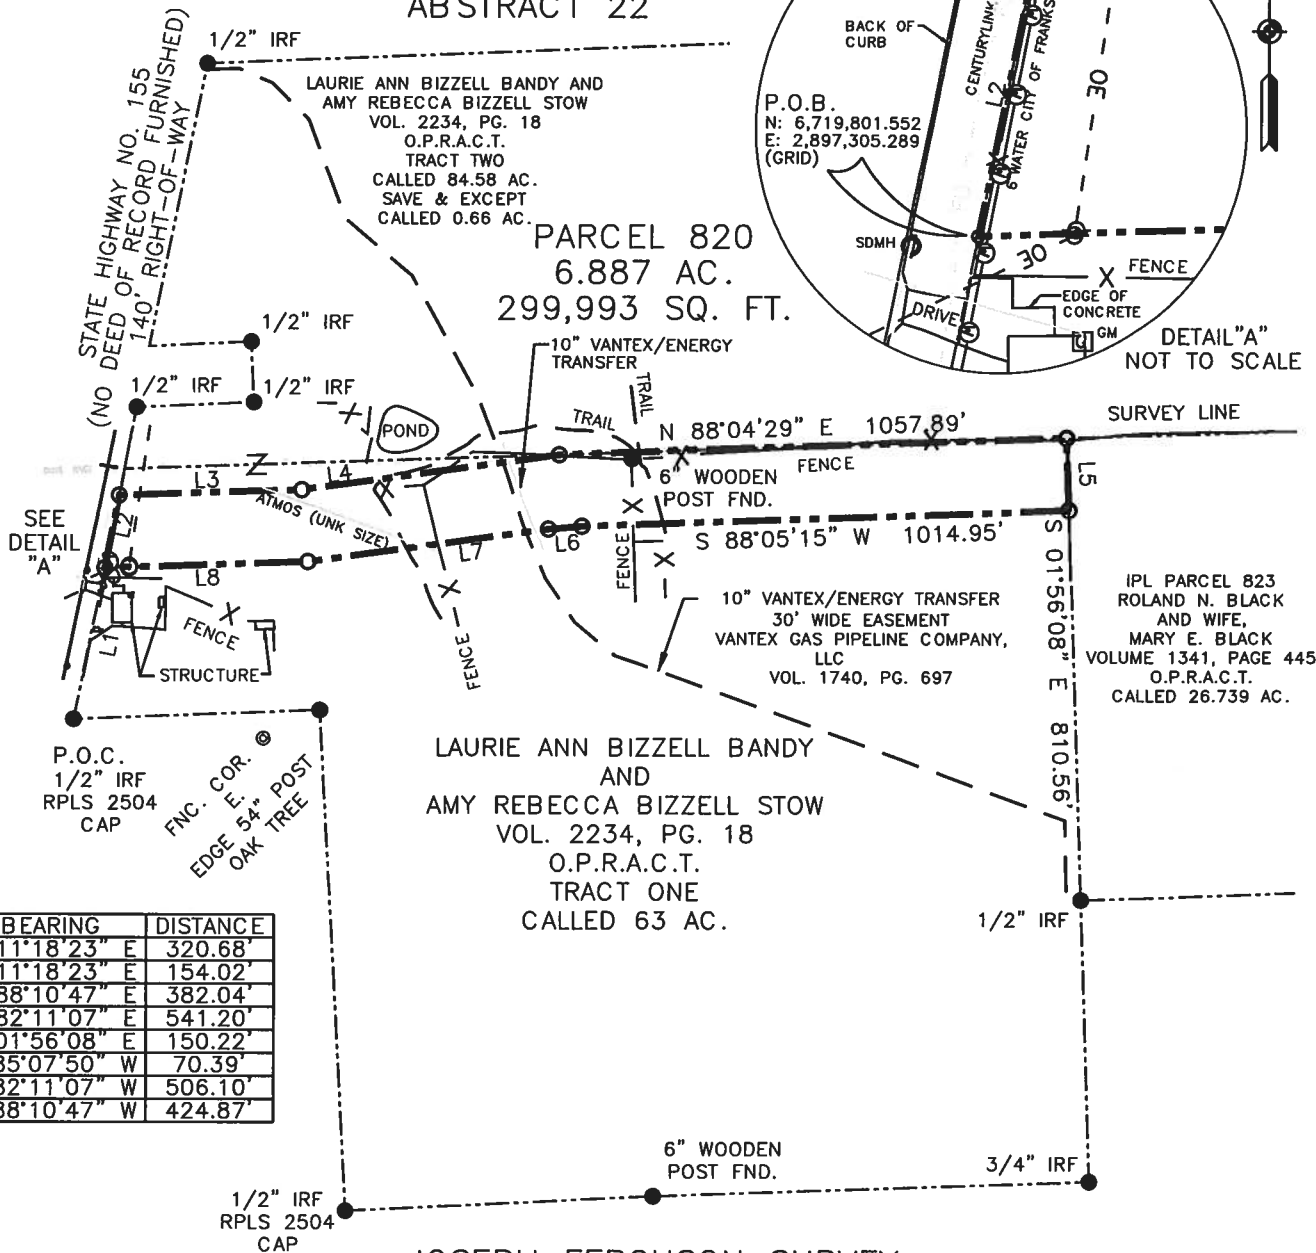 ABSTRACT 22
1/2" IRF
STATE HIGHWAY NO. 155
(NO DEED OF RECORD FURNISHED)
140' RIGHT-OF-WAY
LAURIE ANN BIZZELL BANDY AND
AMY REBECCA BIZZELL STOW
VOL. 2234, PG. 18
O.P.R.A.C.T.
TRACT TWO
CALLED 84.58 AC.
SAVE & EXCEPT
CALLED 0.66 AC.
PARCEL 820
6.887 AC.
299,993 SQ. FT.
BACK OF
CURB
CENTURYLINK
L2
6" WATER CITY OF FRANKS
OE
P.O.B.
N: 6,719,801.552
E: 2,897,305.289
(GRID)
SDMH
OE
X FENCE
EDGE OF
CONCRETE
DRIVE
GM
DETAIL"A"
NOT TO SCALE
1/2" IRF
1/2" IRF
1/2" IRF
10" VANTEX/ENERGY
TRANSFER
TRAIL
TRAIL
POND
N 88°04'29" E 1057.89'
SURVEY LINE
FENCE
6" WOODEN
POST FND.
L3
L4
L5
ATMOS (UNK SIZE)
L2
SEE
DETAIL
"A"
L8
L7
L6
S 88°05'15" W 1014.95'
FENCE
FENCE
FENCE
L1
STRUCTURE
10" VANTEX/ENERGY TRANSFER
30' WIDE EASEMENT
VANTEX GAS PIPELINE COMPANY,
LLC
VOL. 1740, PG. 697
S 01°56'08" E 810.56'
IPL PARCEL 823
ROLAND N. BLACK
AND WIFE,
MARY E. BLACK
VOLUME 1341, PAGE 445
O.P.R.A.C.T.
CALLED 26.739 AC.
P.O.C.
1/2" IRF
RPLS 2504
CAP
FNC. COR.
E.
EDGE 54" POST
OAK TREE
LAURIE ANN BIZZELL BANDY
AND
AMY REBECCA BIZZELL STOW
VOL. 2234, PG. 18
O.P.R.A.C.T.
TRACT ONE
CALLED 63 AC.
1/2" IRF
BEARING DISTANCE
11°18'23" E 320.68'
11°18'23" E 154.02'
88°10'47" E 382.04'
82°11'07" E 541.20'
01°56'08" E 150.22'
85°07'50" W 70.39'
82°11'07" W 506.10'
88°10'47" W 424.87'
6" WOODEN
POST FND.
3/4" IRF
1/2" IRF
RPLS 2504
CAP
JOSEPH FERGUSON SURVEY